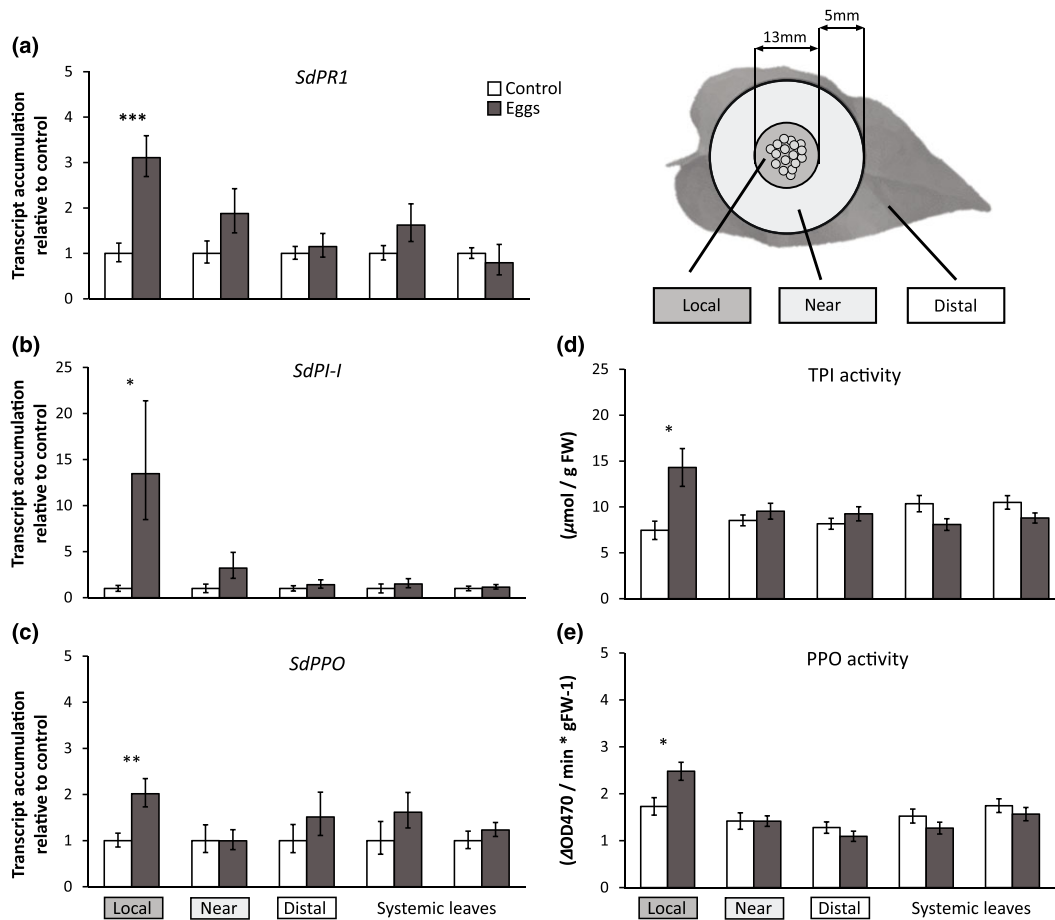 (a)
SdPR1
Transcript accumulation
relative to control
5
4
3
2
1
0
***
Control
Eggs
13mm
5mm
Local
Near
Distal
(b)
SdPI-I
Transcript accumulation
relative to control
25
20
15
10
5
0
*
(d)
TPI activity
(µmol / g FW)
25
20
15
10
5
0
*
(c)
SdPPO
Transcript accumulation
relative to control
5
4
3
2
1
0
**
Local
Near
Distal
Systemic leaves
(e)
PPO activity
(ΔOD470 / min * gFW-1)
5
4
3
2
1
0
*
Local
Near
Distal
Systemic leaves